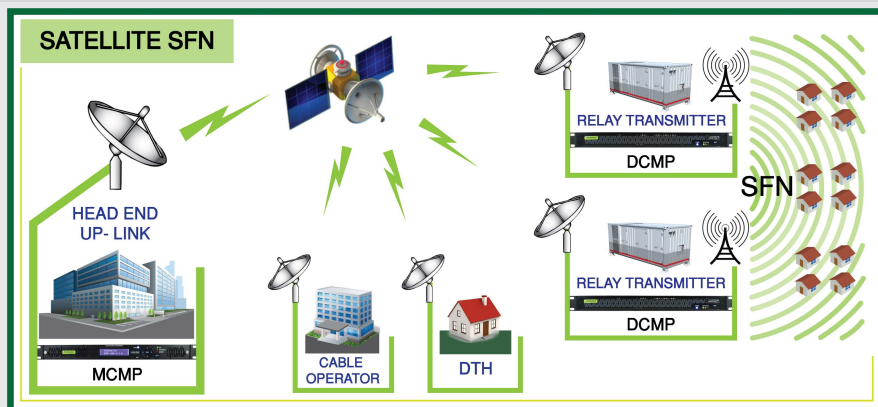 SATELLITE SFN
HEAD END
UP- LINK
MCMP
CABLE
OPERATOR
DTH
RELAY TRANSMITTER
DCMP
SFN
RELAY TRANSMITTER
DCMP